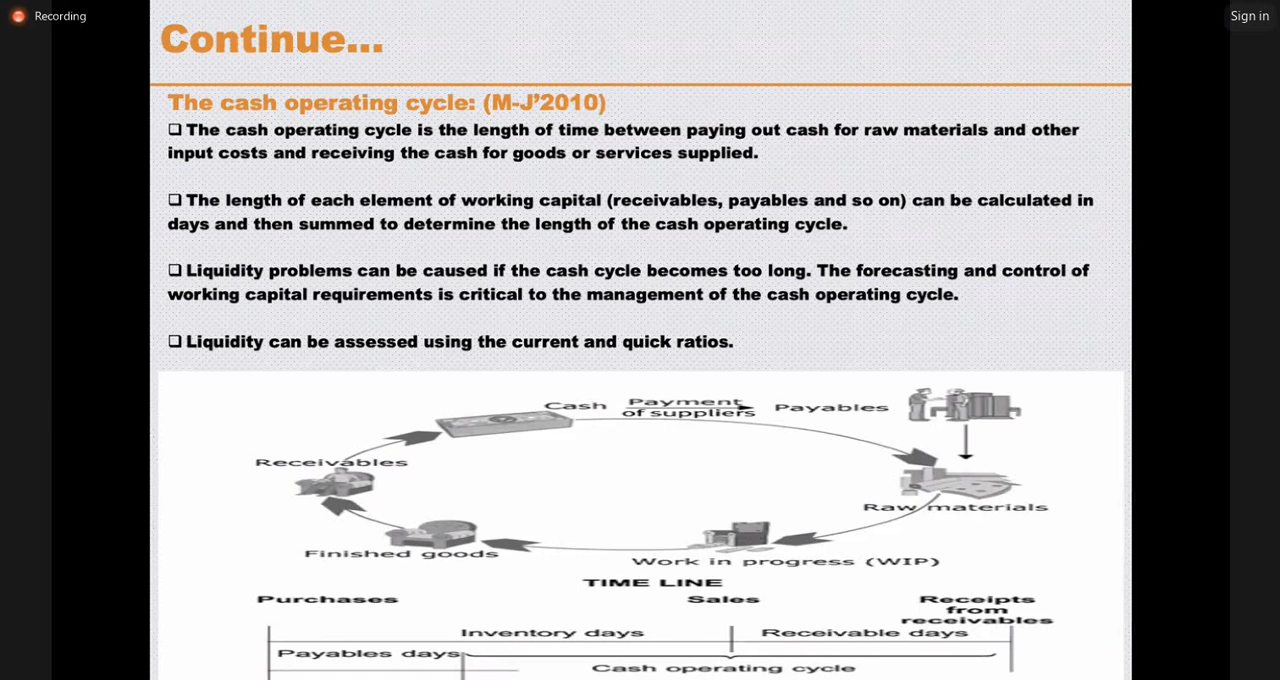 Recording
Sign in
Continue...
The cash operating cycle: (M-J’2010)
❑ The cash operating cycle is the length of time between paying out cash for raw materials and other
input costs and receiving the cash for goods or services supplied.
❑ The length of each element of working capital (receivables, payables and so on) can be calculated in
days and then summed to determine the length of the cash operating cycle.
❑ Liquidity problems can be caused if the cash cycle becomes too long. The forecasting and control of
working capital requirements is critical to the management of the cash operating cycle.
❑ Liquidity can be assessed using the current and quick ratios.
Cash
Payment
of suppliers
Payables
Receivables
Raw materials
Finished goods
Work in progress (WIP)
TIME LINE
Purchases
Sales
Receipts
from
receivables
Inventory days
Receivable days
Payables days
Cash operating cycle